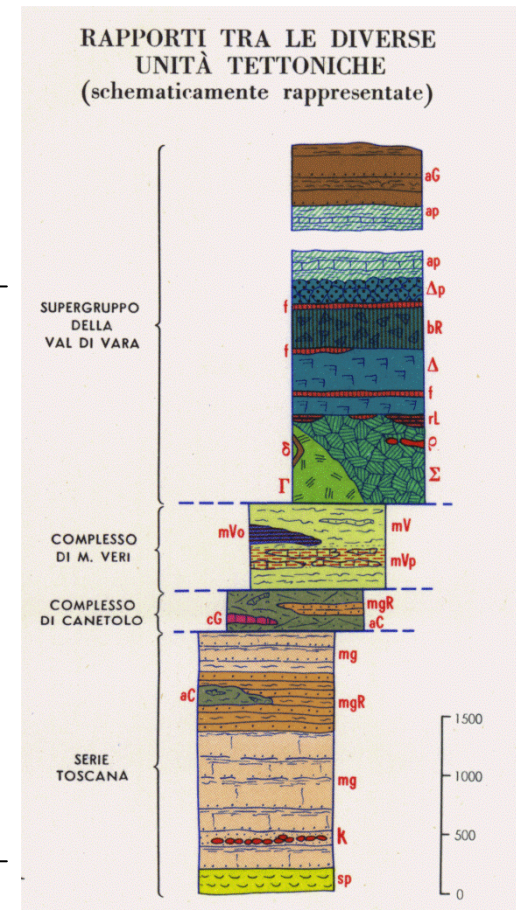 RAPPORTI TRA LE DIVERSE
UNITÀ TETTONICHE
(schematicamente rappresentate)
aG
ap
ap
Δp
f
bR
f
Δ
f
rL
ρ
δ
Σ
Γ
SUPERGRUPPO
DELLA
VAL DI VARA
mV
mVo
mVp
COMPLESSO
DI M. VERI
mgR
cG
aC
COMPLESSO
DI CANETOLO
mg
aC
mgR
mg
k
sp
SERIE
TOSCANA
1500
1000
500
0